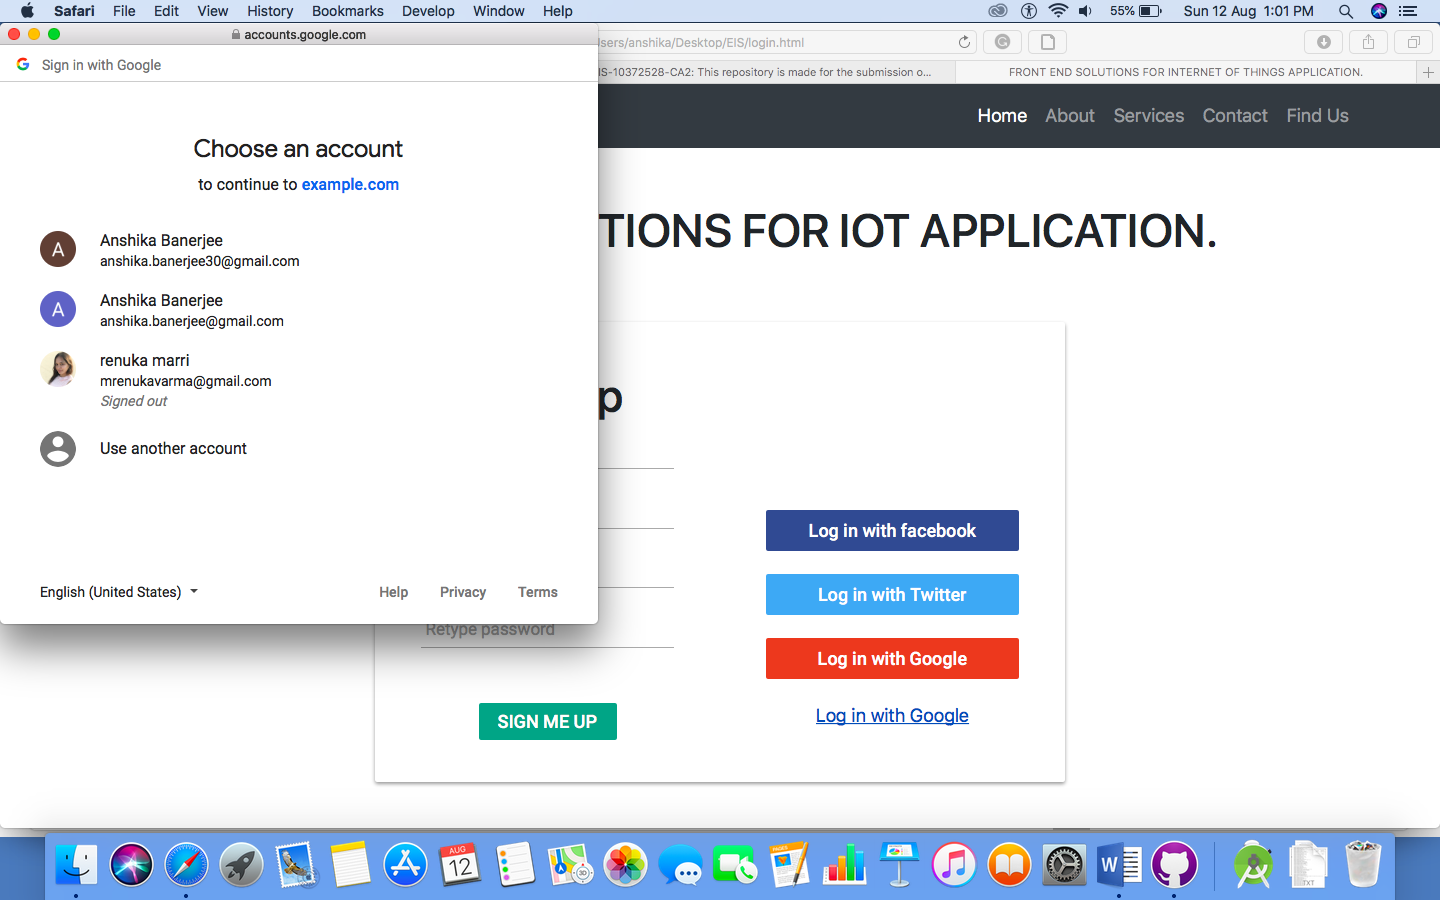 Safari File Edit View History Bookmarks Develop Window Help 55% Sun 12 Aug 1:01 PM
accounts.google.com
sers/anshika/Desktop/EIS/login.html
Sign in with Google
IS-10372528-CA2: This repository is made for the submission o...
FRONT END SOLUTIONS FOR INTERNET OF THINGS APPLICATION.
Home About Services Contact Find Us
Choose an account
to continue to example.com
TIONS FOR IOT APPLICATION.
A
Anshika Banerjee
anshika.banerjee30@gmail.com
A
Anshika Banerjee
anshika.banerjee@gmail.com
renuka marri
mrenukavarma@gmail.com
Signed out
Use another account
English (United States) Help Privacy Terms
p
Retype password
SIGN ME UP
Log in with facebook
Log in with Twitter
Log in with Google
Log in with Google
AUG
12
3D
W
TXT